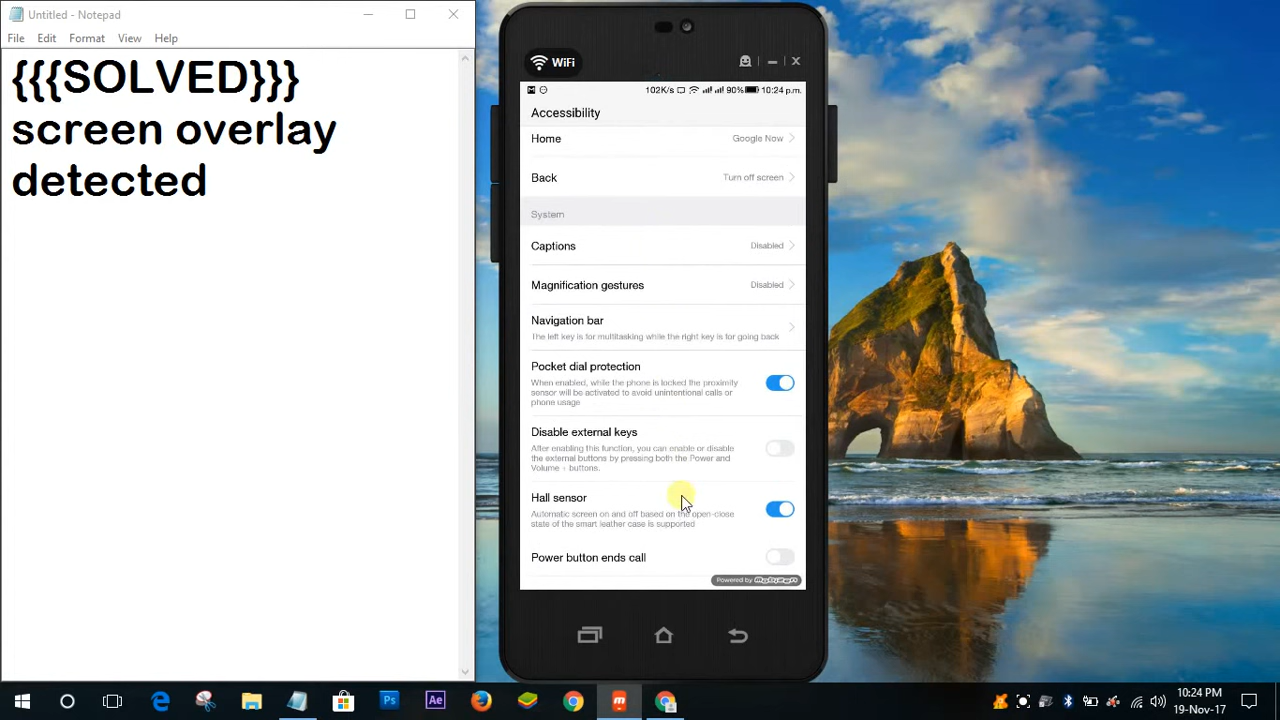 Untitled - Notepad
File Edit Format View Help
{{{SOLVED}}}
screen overlay
detected
WiFi
102K/s 90% 10:24 p.m.
Accessibility
Home Google Now
Back Turn off screen
System
Captions Disabled
Magnification gestures Disabled
Navigation bar
The left key is for multitasking while the right key is for going back
Pocket dial protection
When enabled, while the phone is locked the proximity
sensor will be activated to avoid unintentional calls or
phone usage
Disable external keys
After enabling this function, you can enable or disable
the external buttons by pressing both the Power and
Volume + buttons.
Hall sensor
Automatic screen on and off based on the open-close
state of the smart leather case is supported
Power button ends call
Powered by Mobizen
Ps
Ae
m
10:24 PM
19-Nov-17